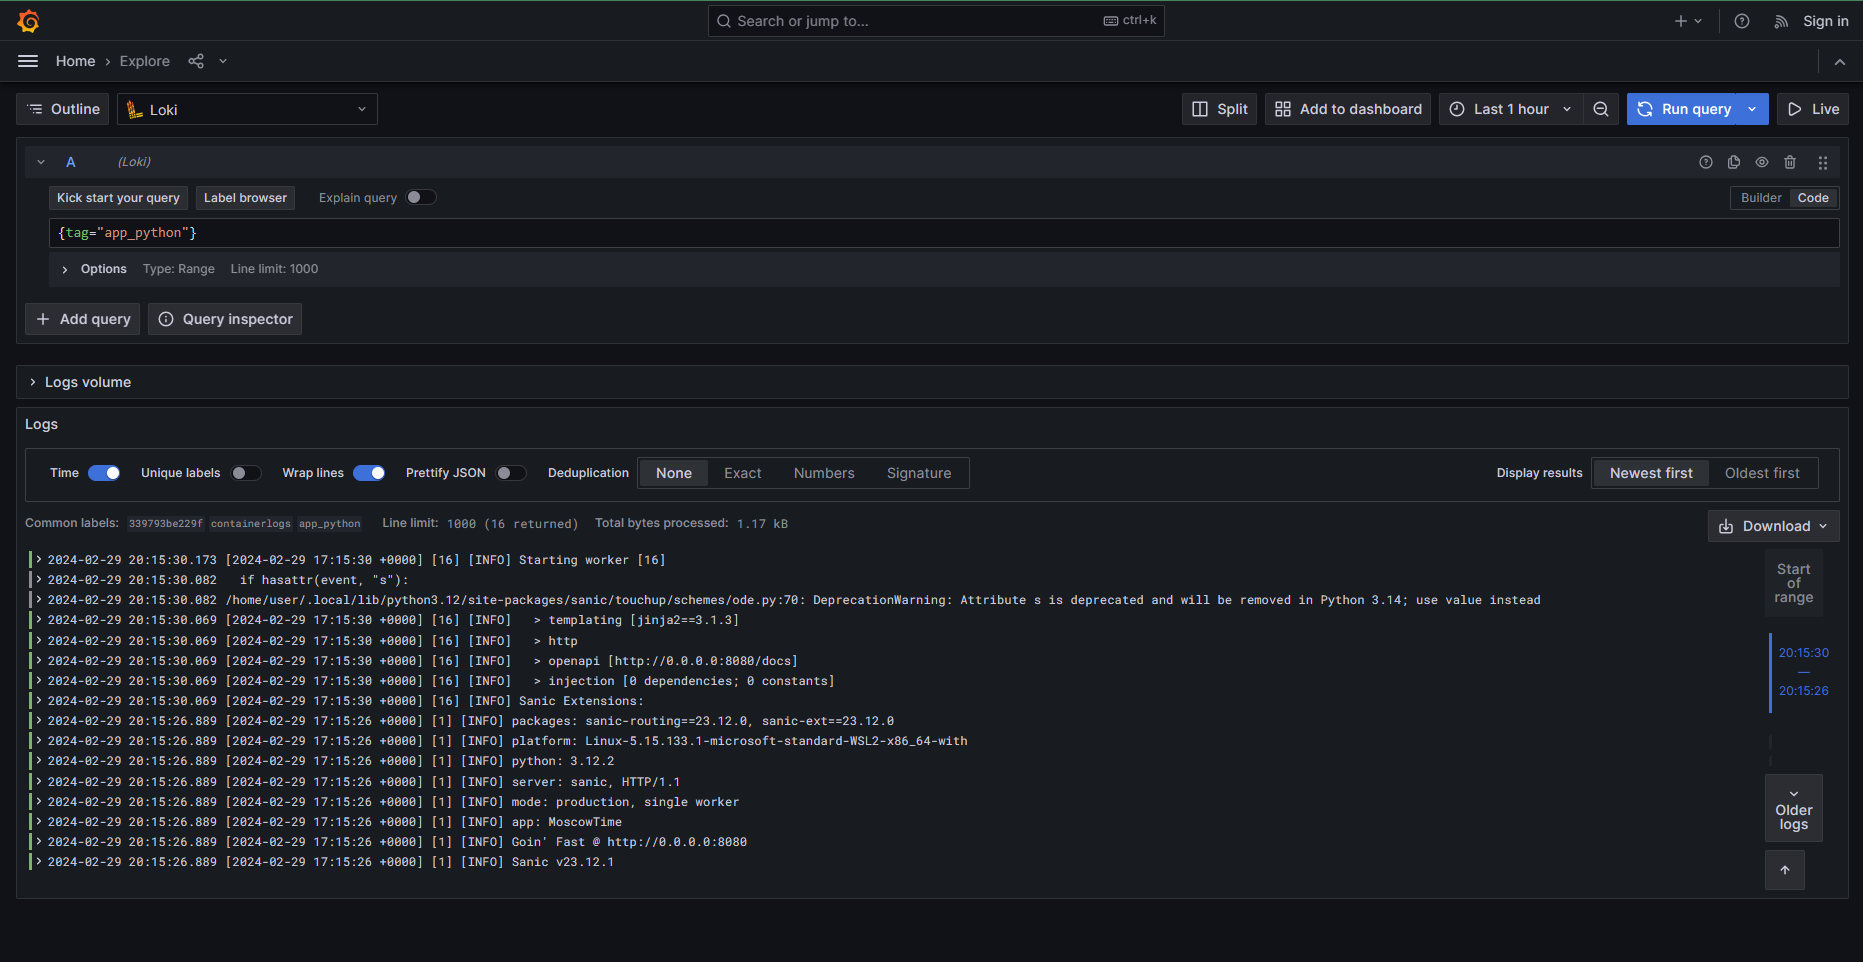 Search or jump to... ctrl+k Sign in
Home › Explore
Outline Loki Split Add to dashboard Last 1 hour Run query Live
A (Loki)
Kick start your query Label browser Explain query Builder Code
{tag="app_python"}
Options Type: Range Line limit: 1000
Add query Query inspector
Logs volume
Logs
Time Unique labels Wrap lines Prettify JSON Deduplication None Exact Numbers Signature Display results Newest first Oldest first
Common labels: 339793be229f containerlogs app_python Line limit: 1000 (16 returned) Total bytes processed: 1.17 kB Download
2024-02-29 20:15:30.173 [2024-02-29 17:15:30 +0000] [16] [INFO] Starting worker [16]
2024-02-29 20:15:30.082 if hasattr(event, "s"):
2024-02-29 20:15:30.082 /home/user/.local/lib/python3.12/site-packages/sanic/touchup/schemes/ode.py:70: DeprecationWarning: Attribute s is deprecated and will be removed in Python 3.14; use value instead
2024-02-29 20:15:30.069 [2024-02-29 17:15:30 +0000] [16] [INFO] > templating [jinja2==3.1.3]
2024-02-29 20:15:30.069 [2024-02-29 17:15:30 +0000] [16] [INFO] > http
2024-02-29 20:15:30.069 [2024-02-29 17:15:30 +0000] [16] [INFO] > openapi [http://0.0.0.0:8080/docs]
2024-02-29 20:15:30.069 [2024-02-29 17:15:30 +0000] [16] [INFO] > injection [0 dependencies; 0 constants]
2024-02-29 20:15:30.069 [2024-02-29 17:15:30 +0000] [16] [INFO] Sanic Extensions:
2024-02-29 20:15:26.889 [2024-02-29 17:15:26 +0000] [1] [INFO] packages: sanic-routing==23.12.0, sanic-ext==23.12.0
2024-02-29 20:15:26.889 [2024-02-29 17:15:26 +0000] [1] [INFO] platform: Linux-5.15.133.1-microsoft-standard-WSL2-x86_64-with
2024-02-29 20:15:26.889 [2024-02-29 17:15:26 +0000] [1] [INFO] python: 3.12.2
2024-02-29 20:15:26.889 [2024-02-29 17:15:26 +0000] [1] [INFO] server: sanic, HTTP/1.1
2024-02-29 20:15:26.889 [2024-02-29 17:15:26 +0000] [1] [INFO] mode: production, single worker
2024-02-29 20:15:26.889 [2024-02-29 17:15:26 +0000] [1] [INFO] app: MoscowTime
2024-02-29 20:15:26.889 [2024-02-29 17:15:26 +0000] [1] [INFO] Goin' Fast @ http://0.0.0.0:8080
2024-02-29 20:15:26.889 [2024-02-29 17:15:26 +0000] [1] [INFO] Sanic v23.12.1
Start
of
range
20:15:30
—
20:15:26
Older
logs